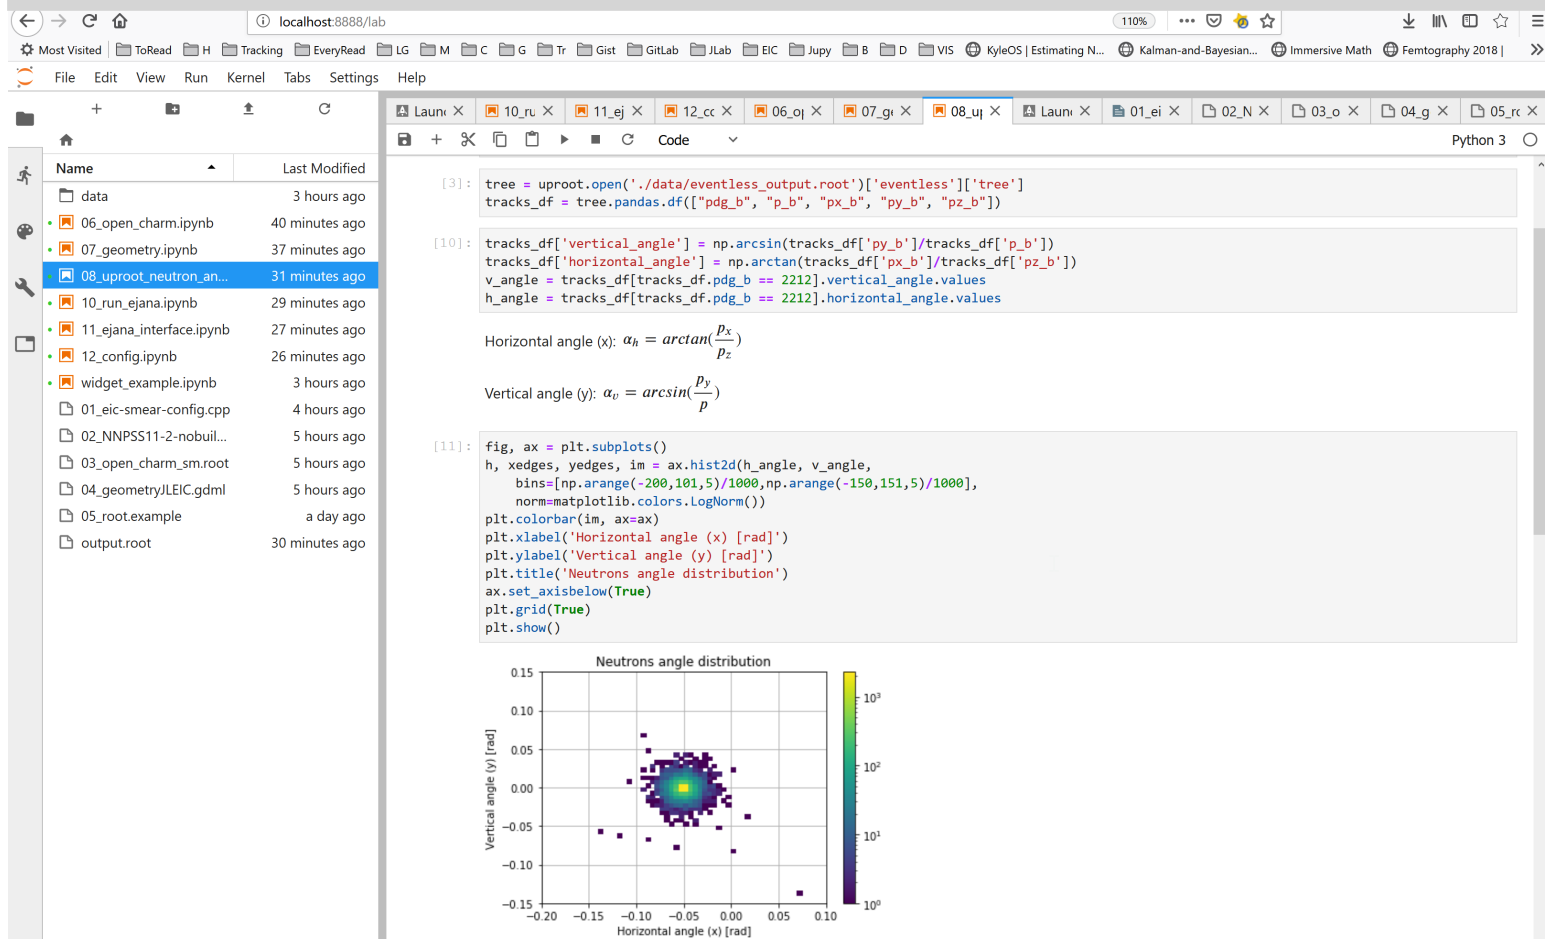 localhost:8888/lab
110%
Most Visited ToRead H Tracking EveryRead LG M C G Tr Gist GitLab JLab EIC Jupy B D VIS KyleOS | Estimating N... Kalman-and-Bayesian... Immersive Math Femtography 2018 |
File Edit View Run Kernel Tabs Settings Help
Laun 10_ru 11_ej 12_cc 06_op 07_ge 08_up Laun 01_ei 02_N 03_o 04_g 05_rc
Code
Python 3
Name Last Modified
data 3 hours ago
06_open_charm.ipynb 40 minutes ago
07_geometry.ipynb 37 minutes ago
08_uproot_neutron_an... 31 minutes ago
10_run_ejana.ipynb 29 minutes ago
11_ejana_interface.ipynb 27 minutes ago
12_config.ipynb 26 minutes ago
widget_example.ipynb 3 hours ago
01_eic-smear-config.cpp 4 hours ago
02_NNPSS11-2-nobuil... 5 hours ago
03_open_charm_sm.root 5 hours ago
04_geometryJLEIC.gdml 5 hours ago
05_root.example a day ago
output.root 30 minutes ago
[3]: tree = uproot.open('./data/eventless_output.root')['eventless']['tree']
tracks_df = tree.pandas.df(["pdg_b", "p_b", "px_b", "py_b", "pz_b"])
[10]: tracks_df['vertical_angle'] = np.arcsin(tracks_df['py_b']/tracks_df['p_b'])
tracks_df['horizontal_angle'] = np.arctan(tracks_df['px_b']/tracks_df['pz_b'])
v_angle = tracks_df[tracks_df.pdg_b == 2212].vertical_angle.values
h_angle = tracks_df[tracks_df.pdg_b == 2212].horizontal_angle.values
Horizontal angle (x): αh = arctan(px/pz)
Vertical angle (y): αv = arcsin(py/p)
[11]: fig, ax = plt.subplots()
h, xedges, yedges, im = ax.hist2d(h_angle, v_angle,
bins=[np.arange(-200,101,5)/1000,np.arange(-150,151,5)/1000],
norm=matplotlib.colors.LogNorm())
plt.colorbar(im, ax=ax)
plt.xlabel('Horizontal angle (x) [rad]')
plt.ylabel('Vertical angle (y) [rad]')
plt.title('Neutrons angle distribution')
ax.set_axisbelow(True)
plt.grid(True)
plt.show()
Neutrons angle distribution
Vertical angle (y) [rad]
0.15
0.10
0.05
0.00
−0.05
−0.10
−0.15
−0.20 −0.15 −0.10 −0.05 0.00 0.05 0.10
Horizontal angle (x) [rad]
10³
10²
10¹
10⁰